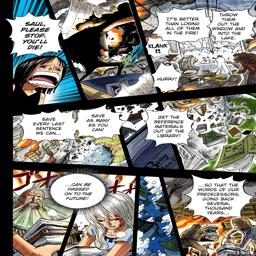 SAUL,
PLEASE
STOP,
YOU'LL
DIE!
IT'S BETTER
THAN LOSING
ALL OF THEM
IN THE FIRE!
THROW
THEM OUT
THE
WINDOW AND
INTO THE
LAKE.
KLANK
!!
HURRY!
SAVE
EVERY LAST
SENTENCE
WE CAN...
SAVE AS
MANY AS
YOU CAN!
GET THE
REFERENCE
MATERIALS
OUT OF THE
LIBRARY!
...CAN BE
PASSED
ON TO THE
FUTURE!
...SO THAT THE
WORDS OF OUR
PREDECESSORS
GOING BACK
SEVERAL
THOUSAND
YEARS...